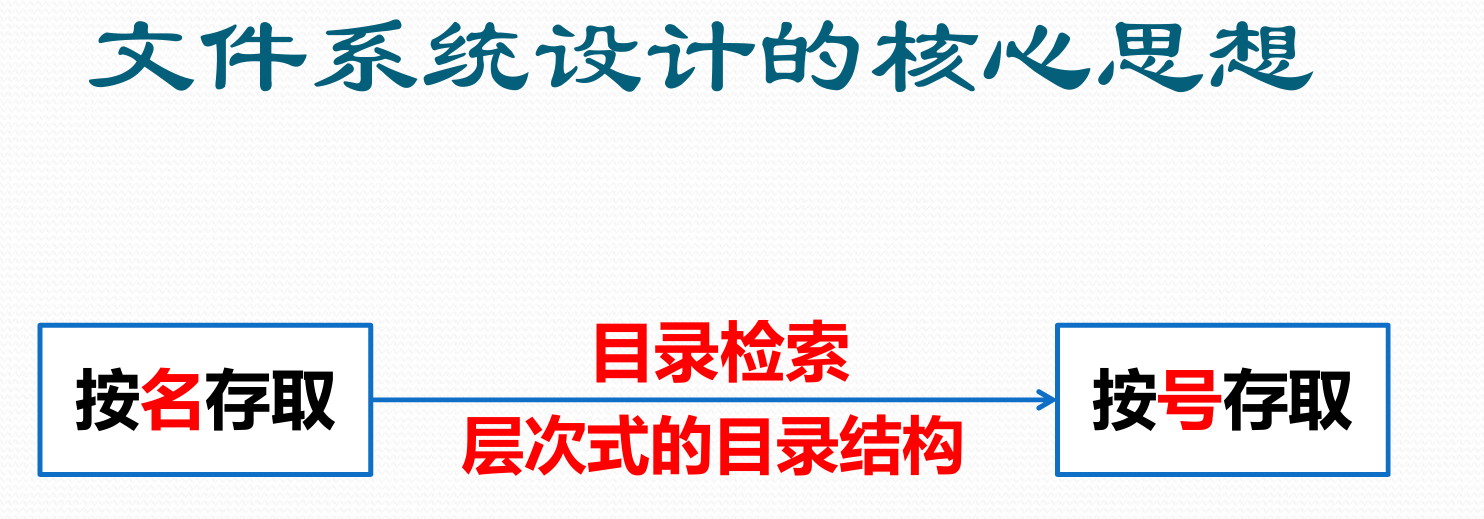 文件系统设计的核心思想
目录检索
按名存取
按号存取
层次式的目录结构